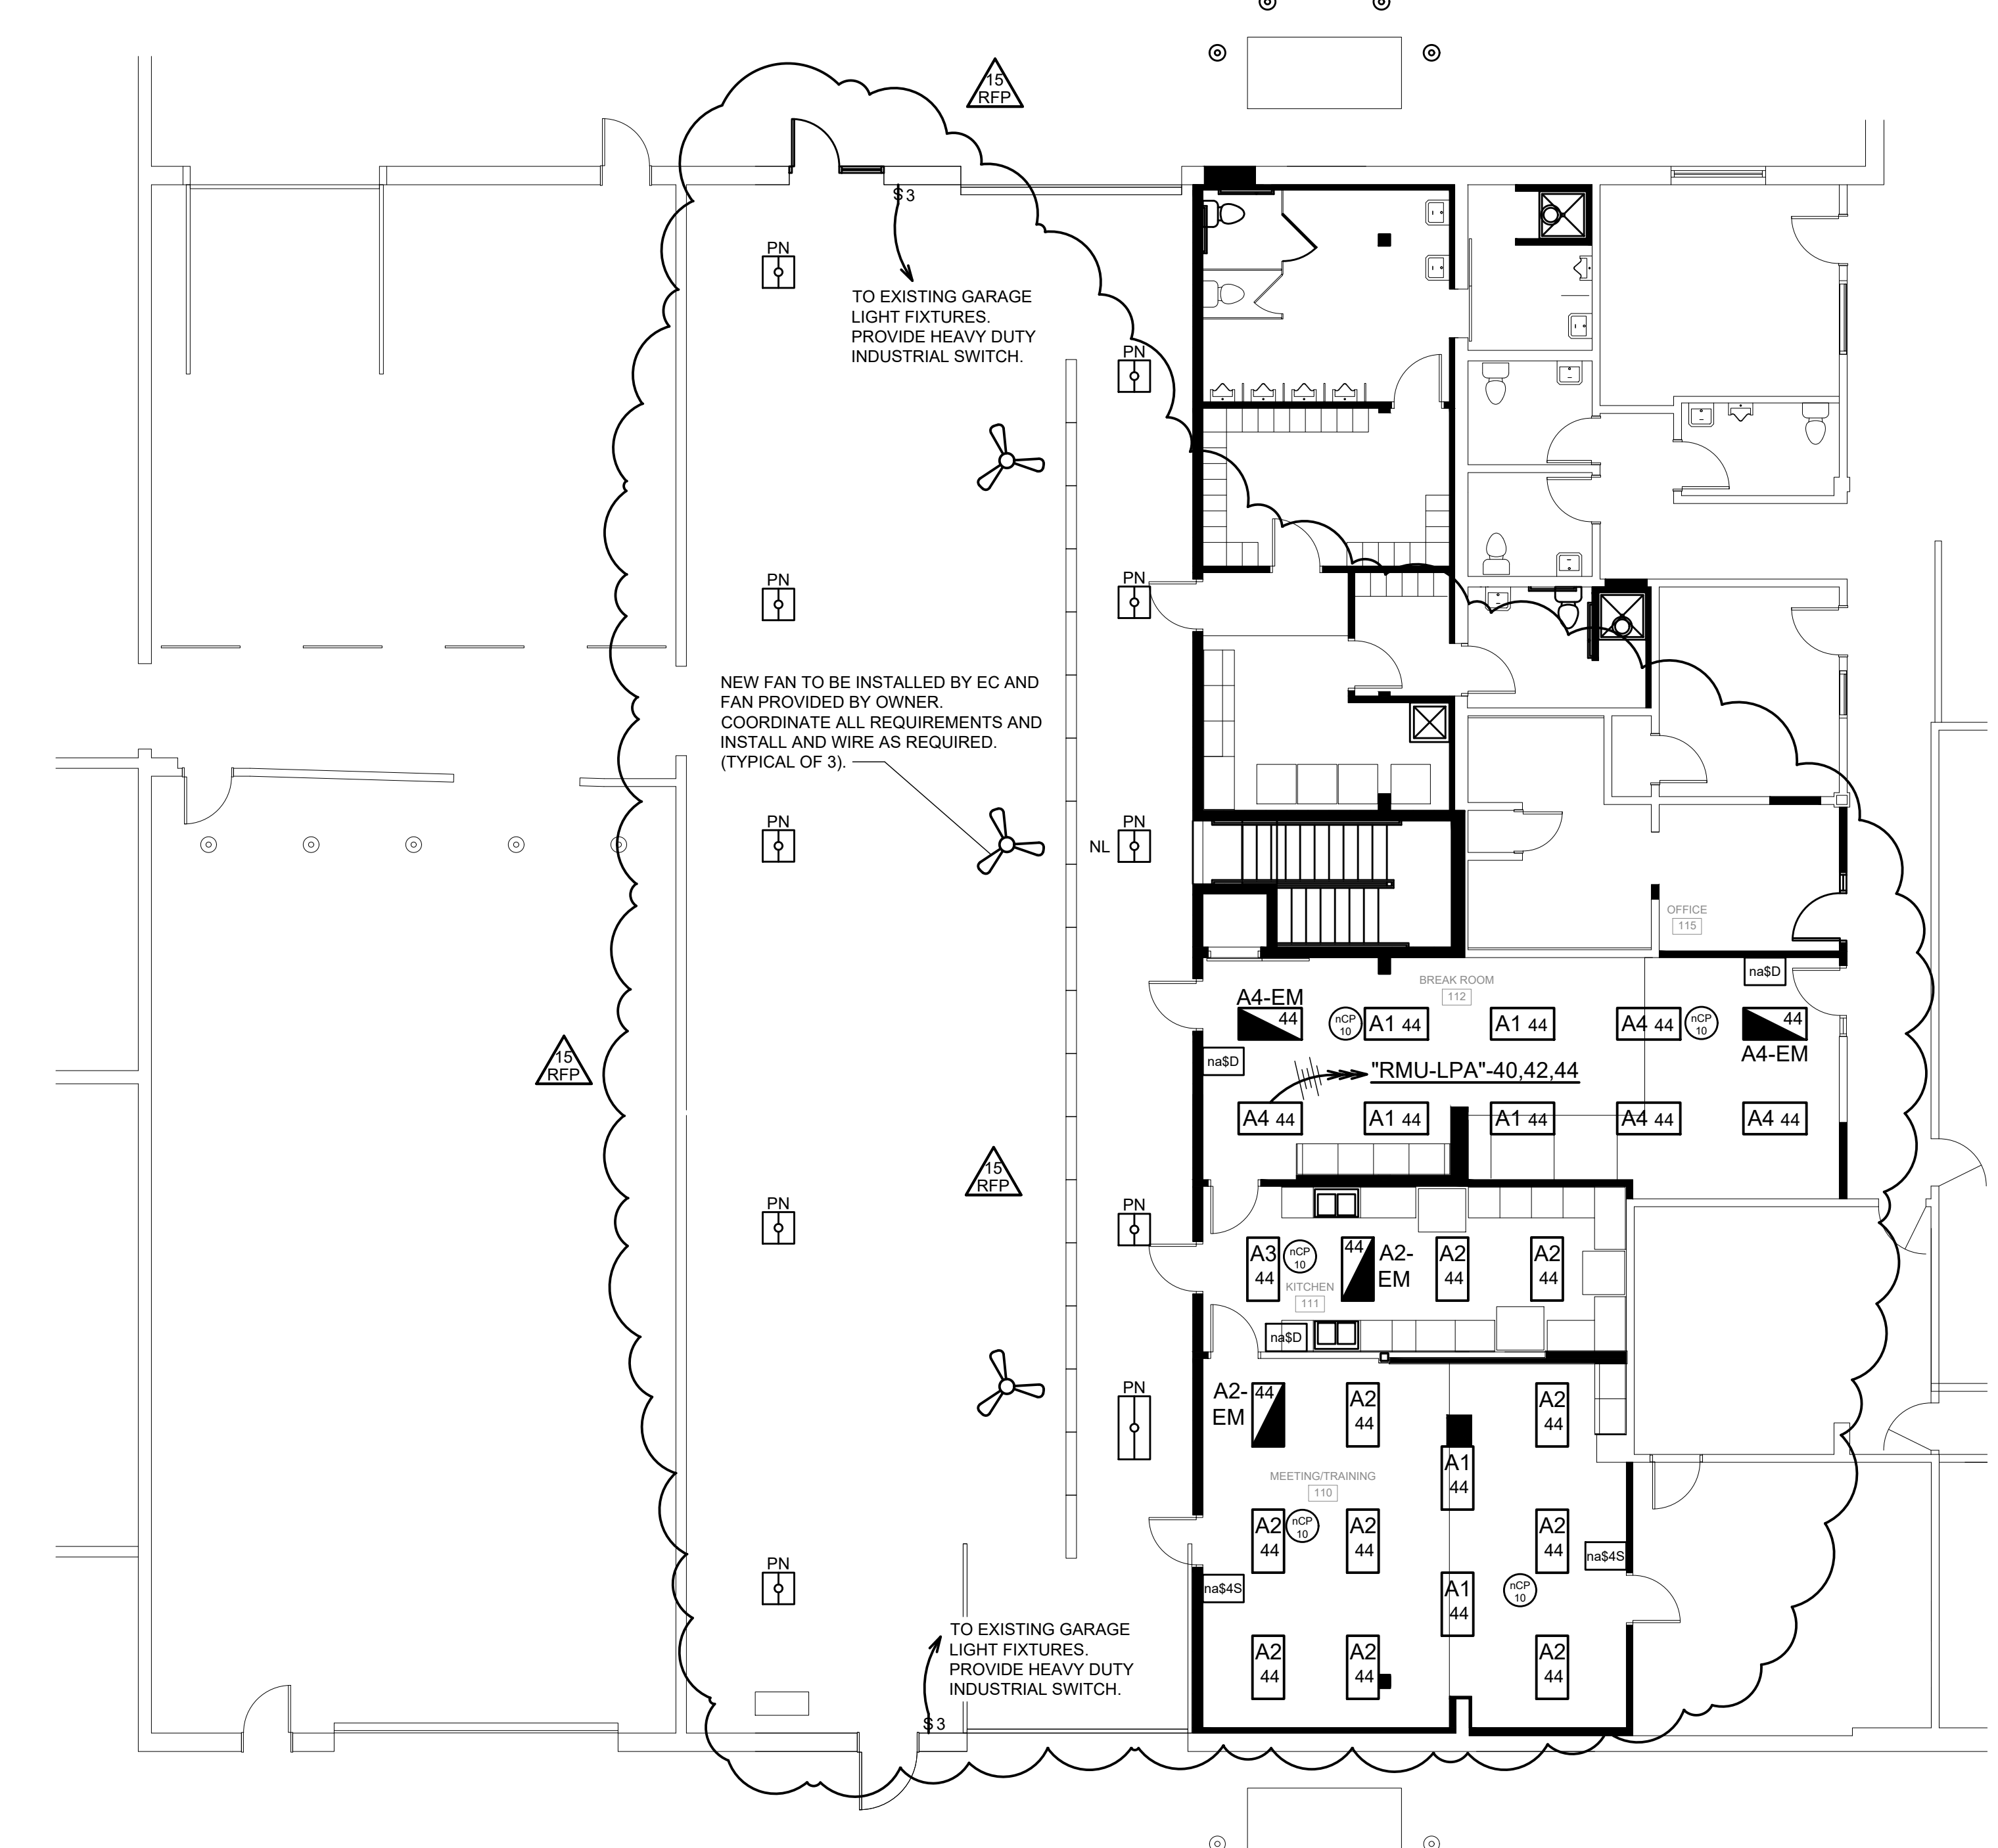 15
RFP
$3
PN
TO EXISTING GARAGE
LIGHT FIXTURES.
PROVIDE HEAVY DUTY
INDUSTRIAL SWITCH.
PN
PN
PN
NEW FAN TO BE INSTALLED BY EC AND
FAN PROVIDED BY OWNER.
COORDINATE ALL REQUIREMENTS AND
INSTALL AND WIRE AS REQUIRED.
(TYPICAL OF 3).
PN
PN
NL
OFFICE
115
BREAK ROOM
112
na$D
A4-EM
44
nCP
10
A1 44
A1 44
A4 44
nCP
10
44
A4-EM
na$D
15
RFP
"RMU-LPA"-40,42,44
A4 44
A1 44
A1 44
A4 44
A4 44
15
RFP
PN
PN
A3
44
nCP
10
44
A2-
EM
A2
44
A2
44
KITCHEN
111
na$D
PN
A2-
EM
44
A2
44
A2
44
A1
44
MEETING/TRAINING
110
A2
44
nCP
10
A2
44
A2
44
na$4S
PN
na$4S
A1
44
nCP
10
TO EXISTING GARAGE
LIGHT FIXTURES.
PROVIDE HEAVY DUTY
INDUSTRIAL SWITCH.
A2
44
A2
44
A2
44
$3